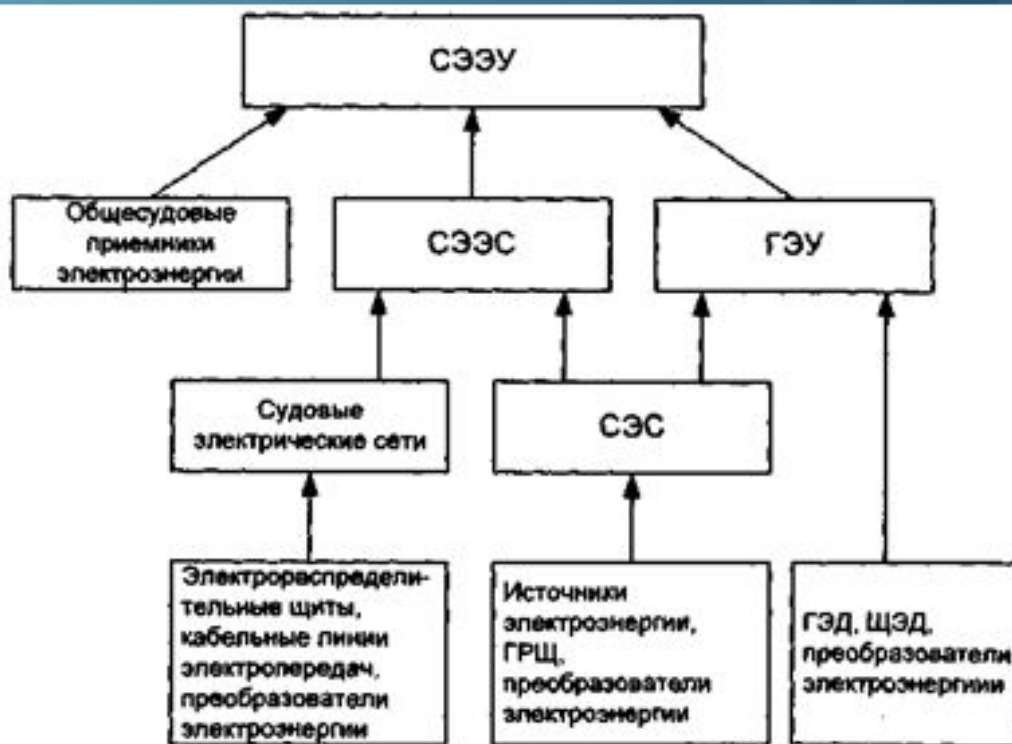 СЭЭУ
Общесудовые
приемники
электроэнергии
СЭЭС
ГЭУ
Судовые
электрические сети
СЭС
Электрораспредели-
тельные щиты,
кабельные линии
электропередач,
преобразователи
электроэнергии
Источники
электроэнергии,
ГРЩ,
преобразователи
электроэнергии
ГЭД, ЩЭД,
преобразователи
электроэнергиии